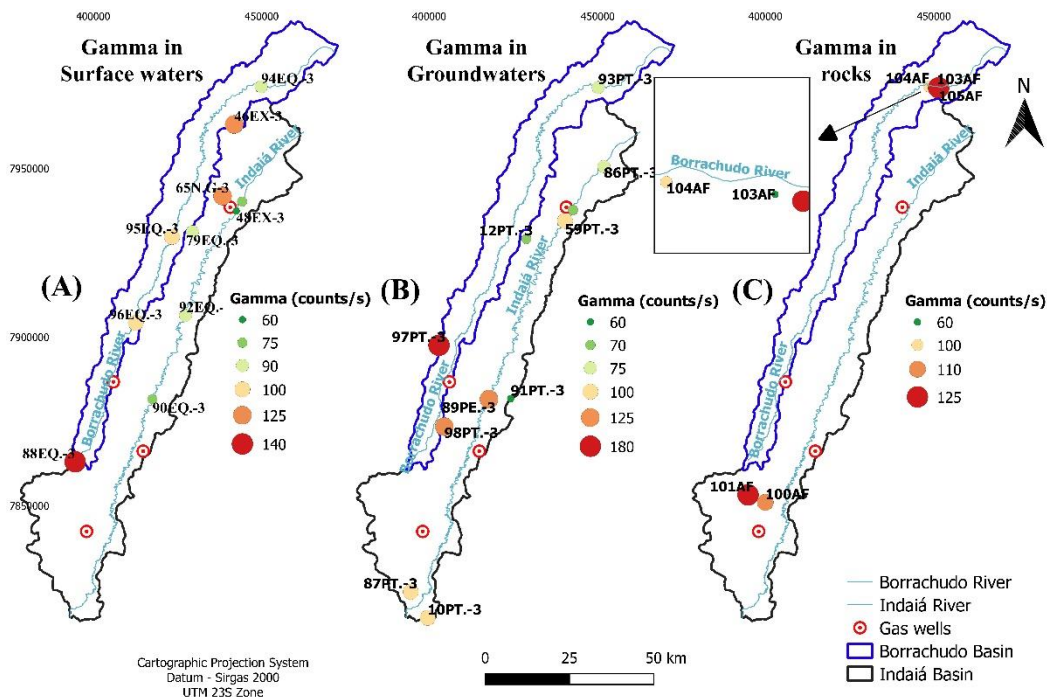 400000
450000
400000
450000
400000
450000
Gamma in
Surface waters
Gamma in
Groundwaters
Gamma in
rocks
N
7950000
7900000
7850000
94EQ.-3
46EX-3
65N.G-3
Indaiá River
48EX-3
95EQ.-3
79EQ.-3
(A)
92EQ.-
96EQ.-3
Borrachudo River
90EQ.-3
88EQ.-3
Gamma (counts/s)
60
75
90
100
125
140
93PT.-3
86PT.-3
59PT.-3
12PT.-3
Indaiá River
(B)
97PT.-3
Borrachudo River
91PT.-3
89PE.-3
98PT.-3
87PT.-3
10PT.-3
Gamma (counts/s)
60
70
75
100
125
180
104AF
103AF
105AF
Borrachudo River
104AF
103AF
Indaiá River
(C)
Borrachudo River
101AF
100AF
Gamma (counts/s)
60
100
110
125
Borrachudo River
Indaiá River
Gas wells
Borrachudo Basin
Indaiá Basin
Cartographic Projection System
Datum - Sirgas 2000
UTM 23S Zone
0 25 50 km